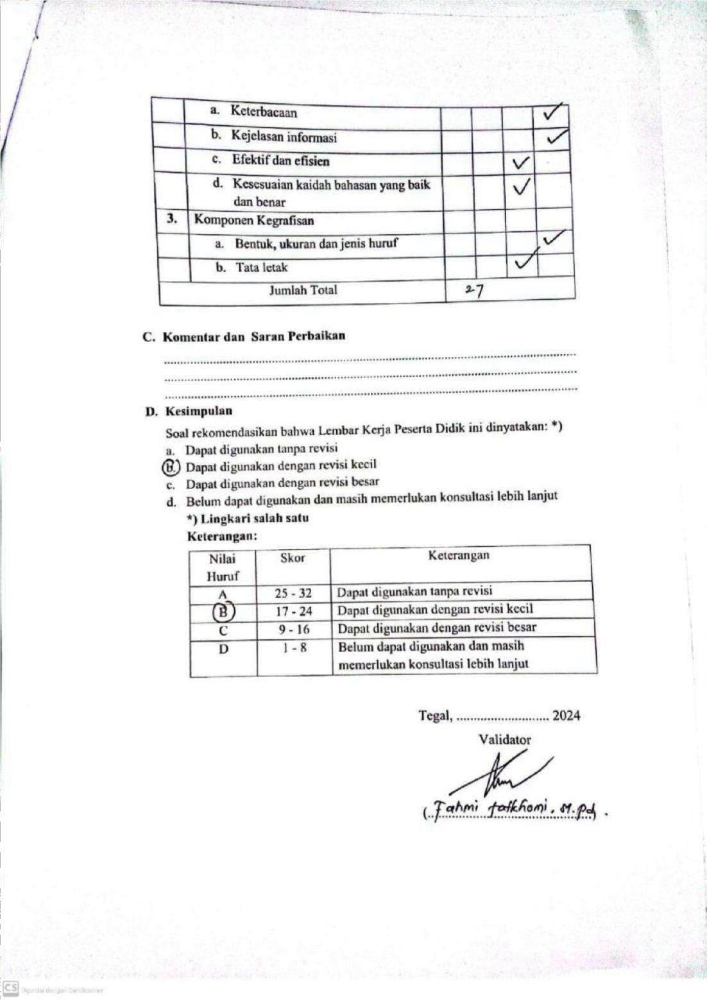 a. Keterbacaan
b. Kejelasan informasi
c. Efektif dan efisien
d. Kesesuaian kaidah bahasan yang baik
dan benar
3. Komponen Kegrafisan
a. Bentuk, ukuran dan jenis huruf
b. Tata letak
Jumlah Total 27
C. Komentar dan Saran Perbaikan
D. Kesimpulan
Soal rekomendasikan bahwa Lembar Kerja Peserta Didik ini dinyatakan: *)
a. Dapat digunakan tanpa revisi
B. Dapat digunakan dengan revisi kecil
c. Dapat digunakan dengan revisi besar
d. Belum dapat digunakan dan masih memerlukan konsultasi lebih lanjut
*) Lingkari salah satu
Keterangan:
Nilai Skor Keterangan
Huruf
A 25 - 32 Dapat digunakan tanpa revisi
B 17 - 24 Dapat digunakan dengan revisi kecil
C 9 - 16 Dapat digunakan dengan revisi besar
D 1 - 8 Belum dapat digunakan dan masih
memerlukan konsultasi lebih lanjut
Tegal, ........................... 2024
Validator
(Fahmi fatkhomi, M.Pd).
CS Dipindai dengan CamScanner